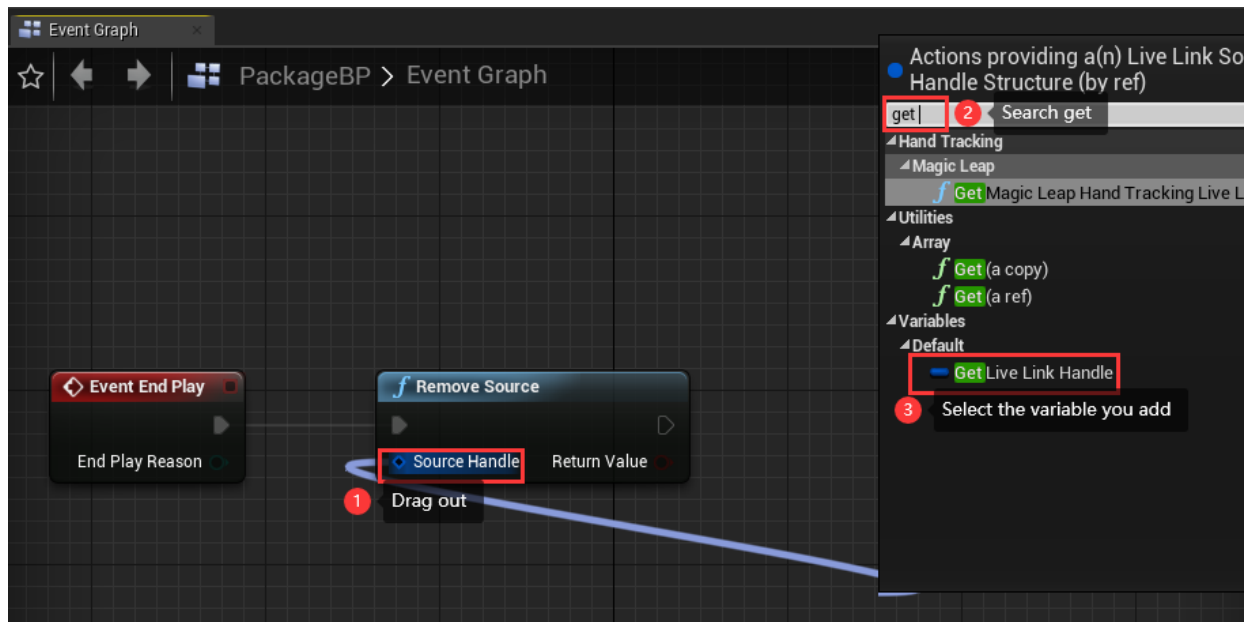 Event Graph
PackageBP > Event Graph
Actions providing a(n) Live Link So
Handle Structure (by ref)
get
2 Search get
Hand Tracking
Magic Leap
f Get Magic Leap Hand Tracking Live L
Utilities
Array
f Get (a copy)
f Get (a ref)
Variables
Default
Get Live Link Handle
3 Select the variable you add
Event End Play
End Play Reason
f Remove Source
Source Handle Return Value
1 Drag out